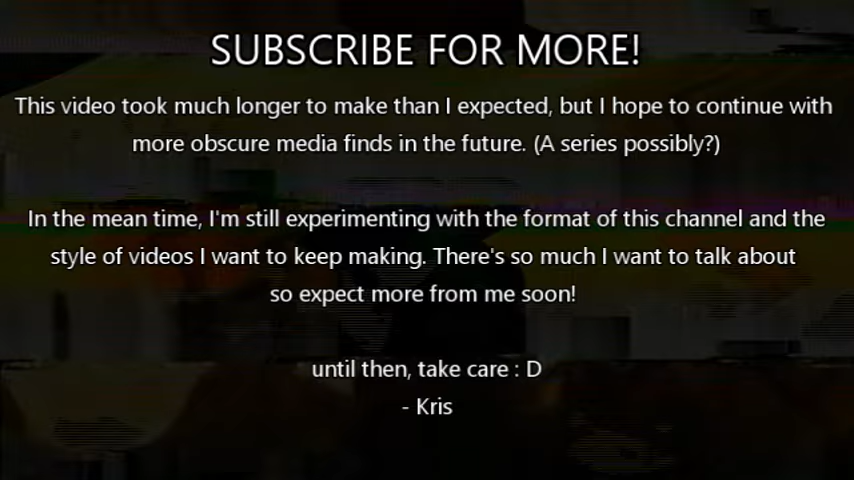 SUBSCRIBE FOR MORE!
This video took much longer to make than I expected, but I hope to continue with
more obscure media finds in the future. (A series possibly?)
In the mean time, I'm still experimenting with the format of this channel and the
style of videos I want to keep making. There's so much I want to talk about
so expect more from me soon!
until then, take care : D
- Kris